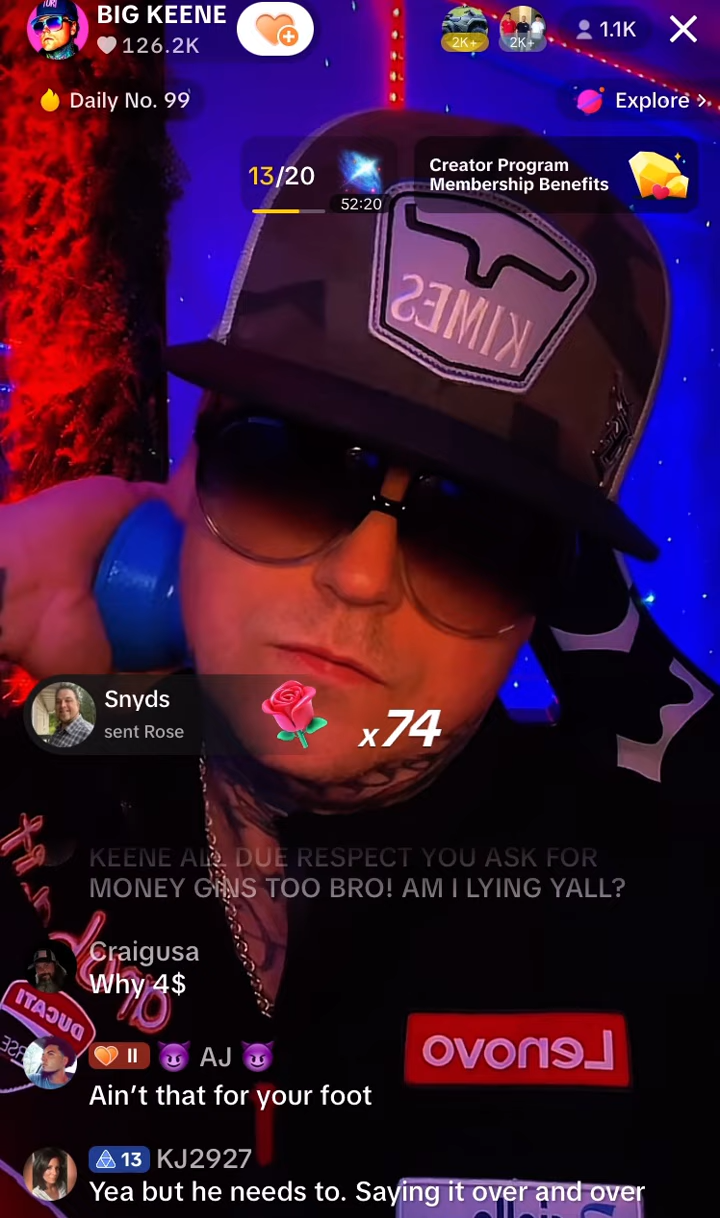 BIG KEENE
126.2K
2K+
2K+
1.1K
Daily No. 99
Explore >
13/20
52:20
Creator Program
Membership Benefits
KIMES
Snyds
sent Rose
x74
KEENE ALL DUE RESPECT YOU ASK FOR
MONEY GINS TOO BRO! AM I LYING YALL?
Craigusa
Why 4$
DUCATI
Lenovo
II 😈 AJ 😈
Ain't that for your foot
13 KJ2927
Yea but he needs to. Saying it over and over